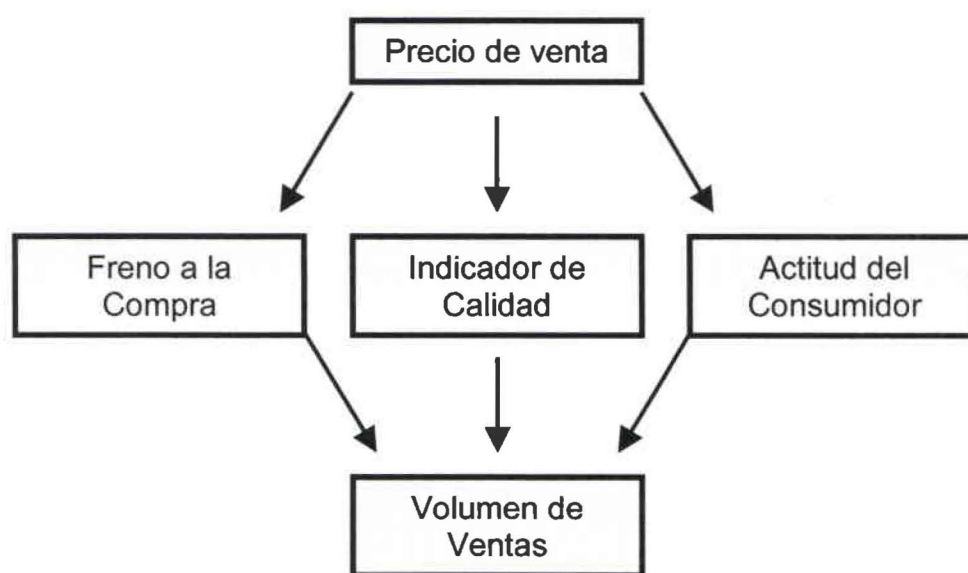 Precio de venta
Freno a la
Compra
Indicador de
Calidad
Actitud del
Consumidor
Volumen de
Ventas